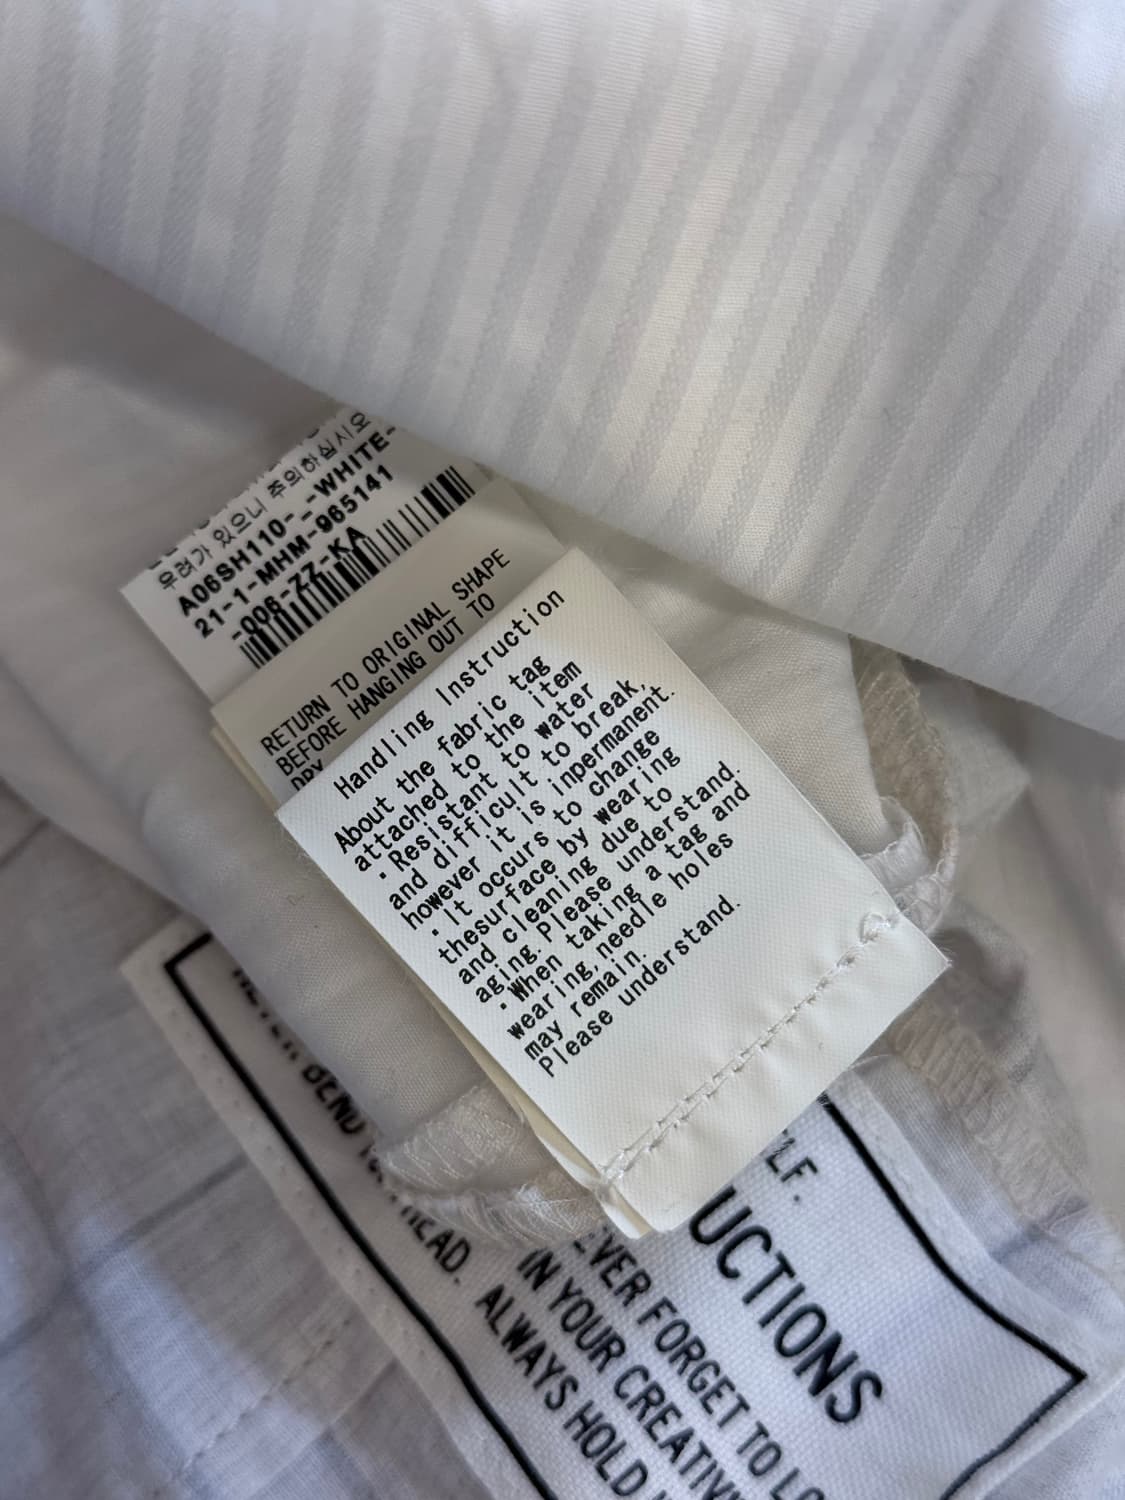 우려가 있으니 주의하십시오
A06SH110-_-WHITE-
21-1-MHM-965141
-006-ZZ-KA
RETURN TO ORIGINAL SHAPE
BEFORE HANGING OUT TO
DRY
Handling Instruction
About the fabric tag
attached to the item
・Resistant to water
and difficult to break,
however it is inpermanent.
・It occurs to change
thesurface by wearing
and cleaning due to
aging. Please understand.
・When taking a tag and
wearing, needle holes
may remain.
Please understand.
UCTIONS
LF.
EVER FORGET TO LO
IN YOUR CREATIV
ALWAYS HOLD
BEND
HEAD.